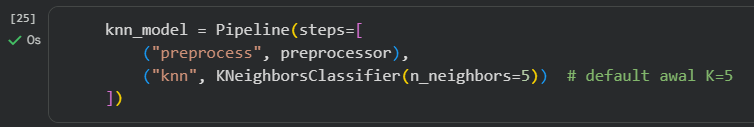 [25]
✓ 0s
knn_model = Pipeline(steps=[
    ("preprocess", preprocessor),
    ("knn", KNeighborsClassifier(n_neighbors=5))  # default awal K=5
])